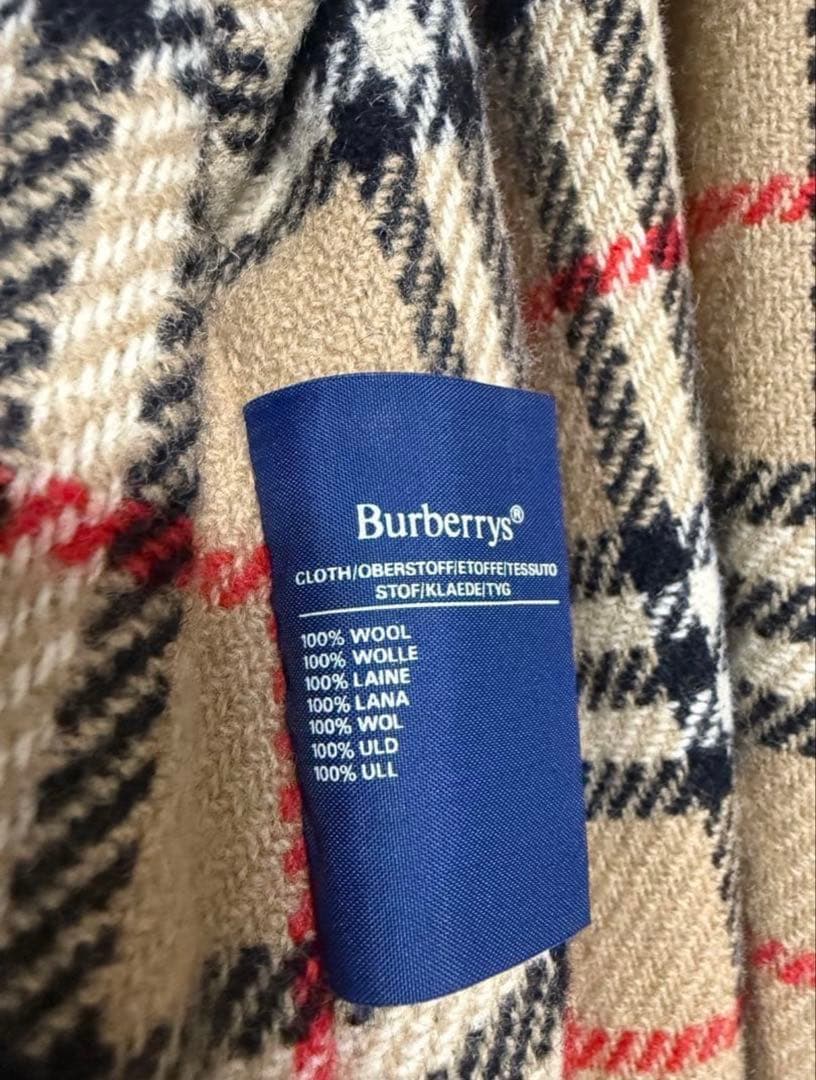 Burberrys®
CLOTH/OBERSTOFF/ETOFFE/TESSUTO
STOF/KLAEDE/TYG
100% WOOL
100% WOLLE
100% LAINE
100% LANA
100% WOL
100% ULD
100% ULL